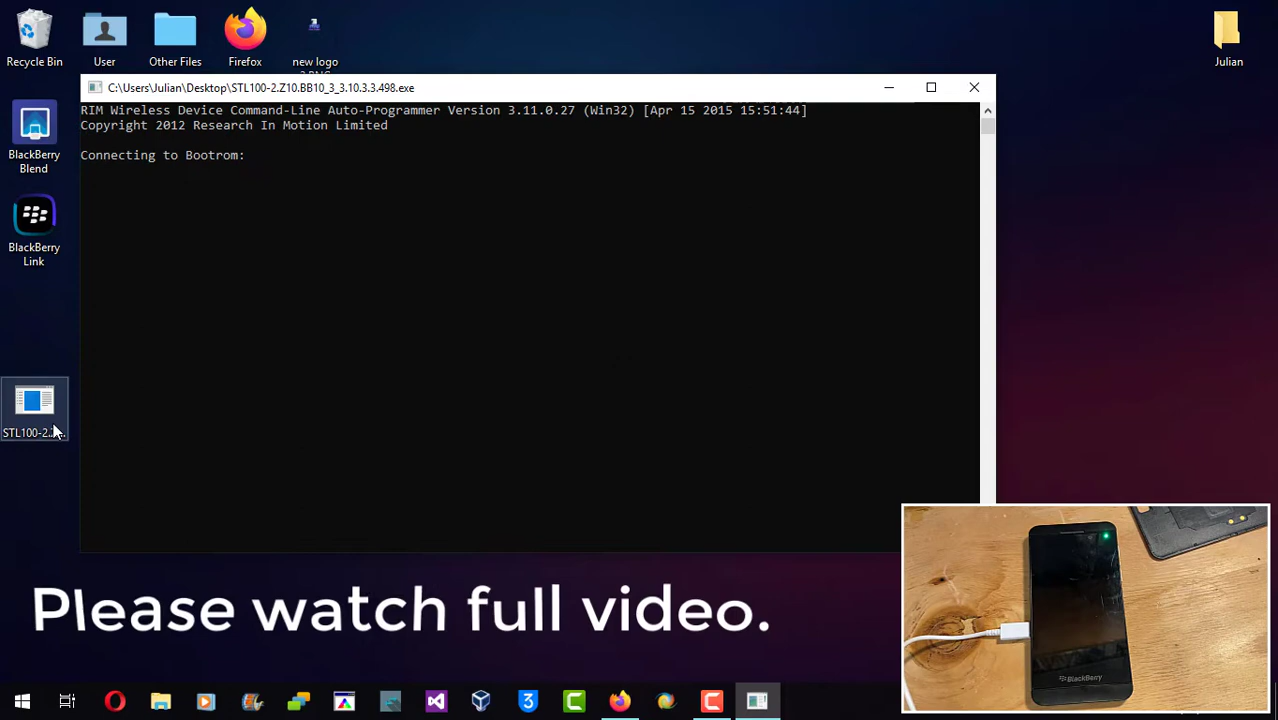 Recycle Bin
User
Other Files
Firefox
new logo
Julian
C:\Users\Julian\Desktop\STL100-2.Z10.BB10_3_3.10.3.3.498.exe
RIM Wireless Device Command-Line Auto-Programmer Version 3.11.0.27 (Win32) [Apr 15 2015 15:51:44]
Copyright 2012 Research In Motion Limited
Connecting to Bootrom:
BlackBerry
Blend
BlackBerry
Link
STL100-2.
Please watch full video.
BlackBerry